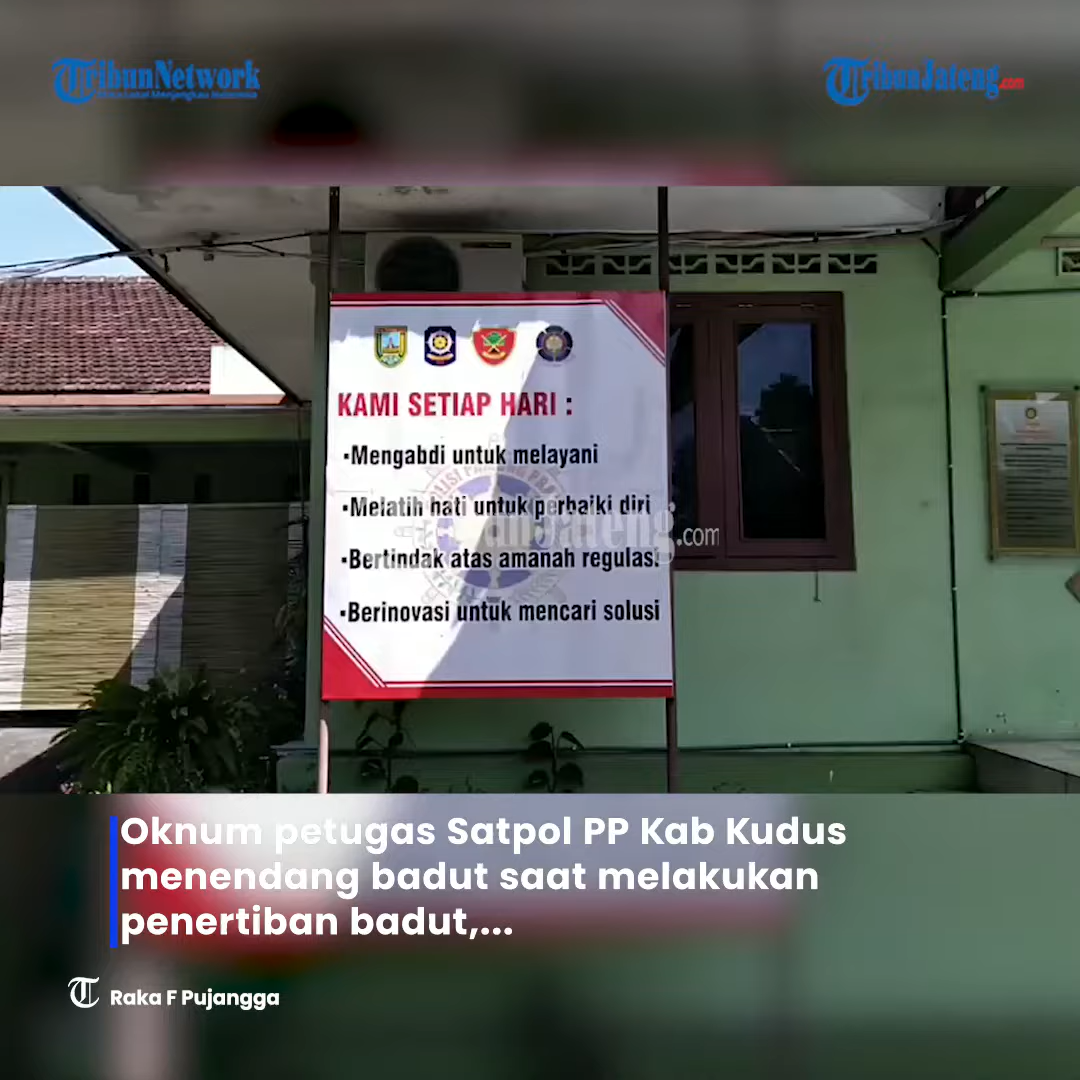 TribunNetwork
TribunJateng.com
KAMI SETIAP HARI :
•Mengabdi untuk melayani
•Melatih hati untuk perbaiki diri
•Bertindak atas amanah regulasi
•Berinovasi untuk mencari solusi
Oknum petugas Satpol PP Kab Kudus
menendang badut saat melakukan
penertiban badut,...
Raka F Pujangga